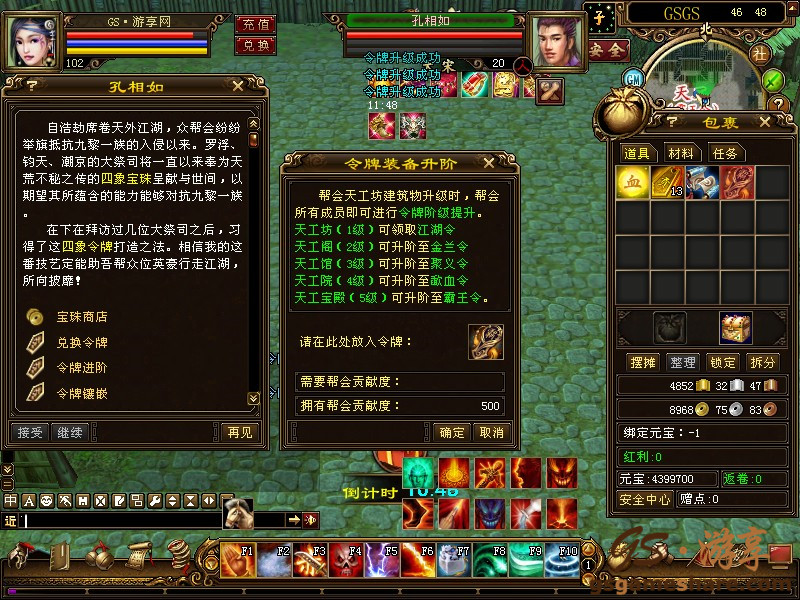 GS·游享网
102
充值
兑换
孔相如
20
令牌升级成功
令牌升级成功
令牌升级成功
11:48
子
GSGS 46 48
北
安全
社
GM
?
? 孔相如
自浩劫席卷天外江湖，众帮会纷纷
举旗抵抗九黎一族的入侵以来。罗浮、
钧天、潮京的大祭司将一直以来奉为天
荒不秘之传的四象宝珠呈献与世间，以
期望其所蕴含的能力能够对抗九黎一族
。
在下在拜访过几位大祭司之后，习
得了这四象令牌打造之法。相信我的这
番技艺定能助吾帮众位英豪行走江湖，
所向披靡！
宝珠商店
兑换令牌
令牌进阶
令牌镶嵌
接受 继续 再见
令牌装备升阶
帮会天工坊建筑物升级时，帮会
所有成员即可进行令牌阶级提升。
天工坊（1级）可领取江湖令
天工阁（2级）可升阶至金兰令
天工馆（3级）可升阶至聚义令
天工院（4级）可升阶至歃血令
天工宝殿（5级）可升阶至霸王令。
请在此处放入令牌：
需要帮会贡献度：
拥有帮会贡献度： 500
确定 取消
? 包裹
道具 材料 任务
血
13
摆摊 整理 锁定 拆分
4852 32 47
8968 75 83
绑定元宝：-1
红利：0
元宝：4399700 返卷：0
安全中心 赠点：0
倒计时 10:48
中 A
近
F1 F2 F3 F4 F5 F6 F7 F8 F9 F10
1
GS·游享